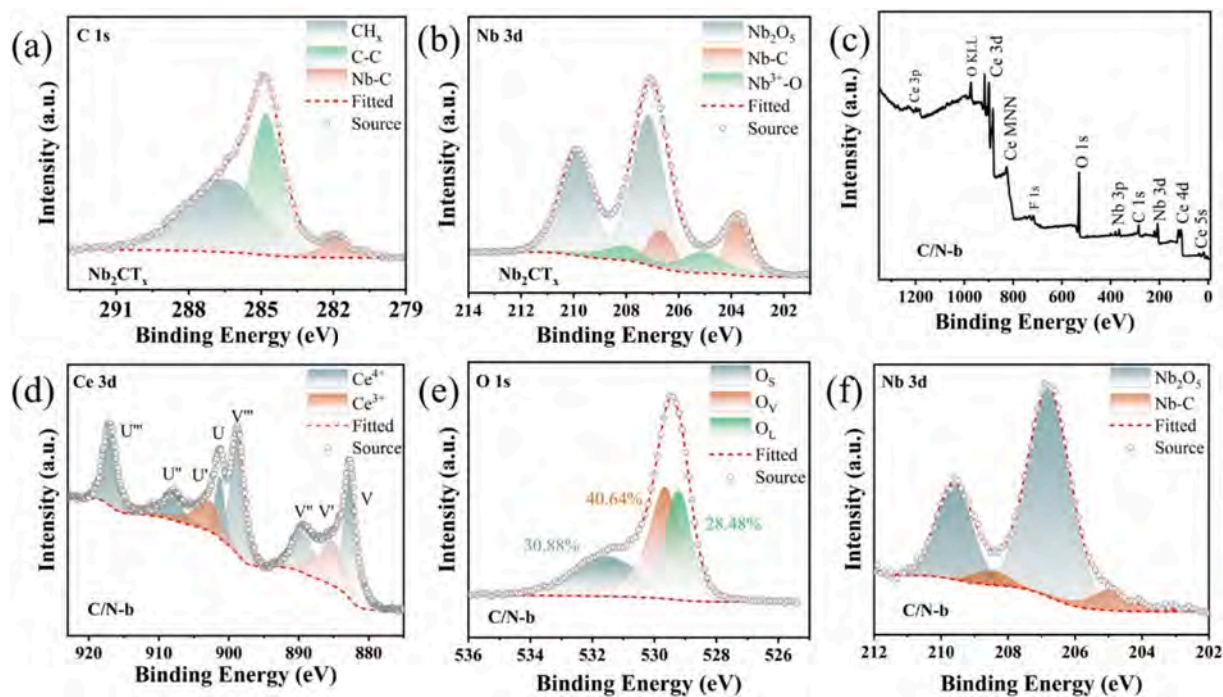 (a)
C 1s
CHₓ
C-C
Nb-C
Fitted
Source
Nb₂CTₓ
Intensity (a.u.)
291 288 285 282 279
Binding Energy (eV)
(b)
Nb 3d
Nb₂O₅
Nb-C
Nb³⁺-O
Fitted
Source
Nb₂CTₓ
Intensity (a.u.)
214 212 210 208 206 204 202 201
Binding Energy (eV)
(c)
Ce 3p
O KLL
Ce 3d
Ce MNN
F 1s
O 1s
Nb 3p
C 1s
Nb 3d
Ce 4d
Ce 5s
C/N-b
Intensity (a.u.)
1200 1000 800 600 400 200 0
Binding Energy (eV)
(d)
Ce 3d
Ce⁴⁺
Ce³⁺
Fitted
Source
U'''
U''
U'
U
V'''
V''
V'
V
C/N-b
Intensity (a.u.)
920 910 900 890 880
Binding Energy (eV)
(e)
O 1s
O_S
O_V
O_L
Fitted
Source
40.64%
28.48%
30.88%
C/N-b
Intensity (a.u.)
536 534 532 530 528 526
Binding Energy (eV)
(f)
Nb 3d
Nb₂O₅
Nb-C
Fitted
Source
C/N-b
Intensity (a.u.)
212 210 208 206 204 202
Binding Energy (eV)